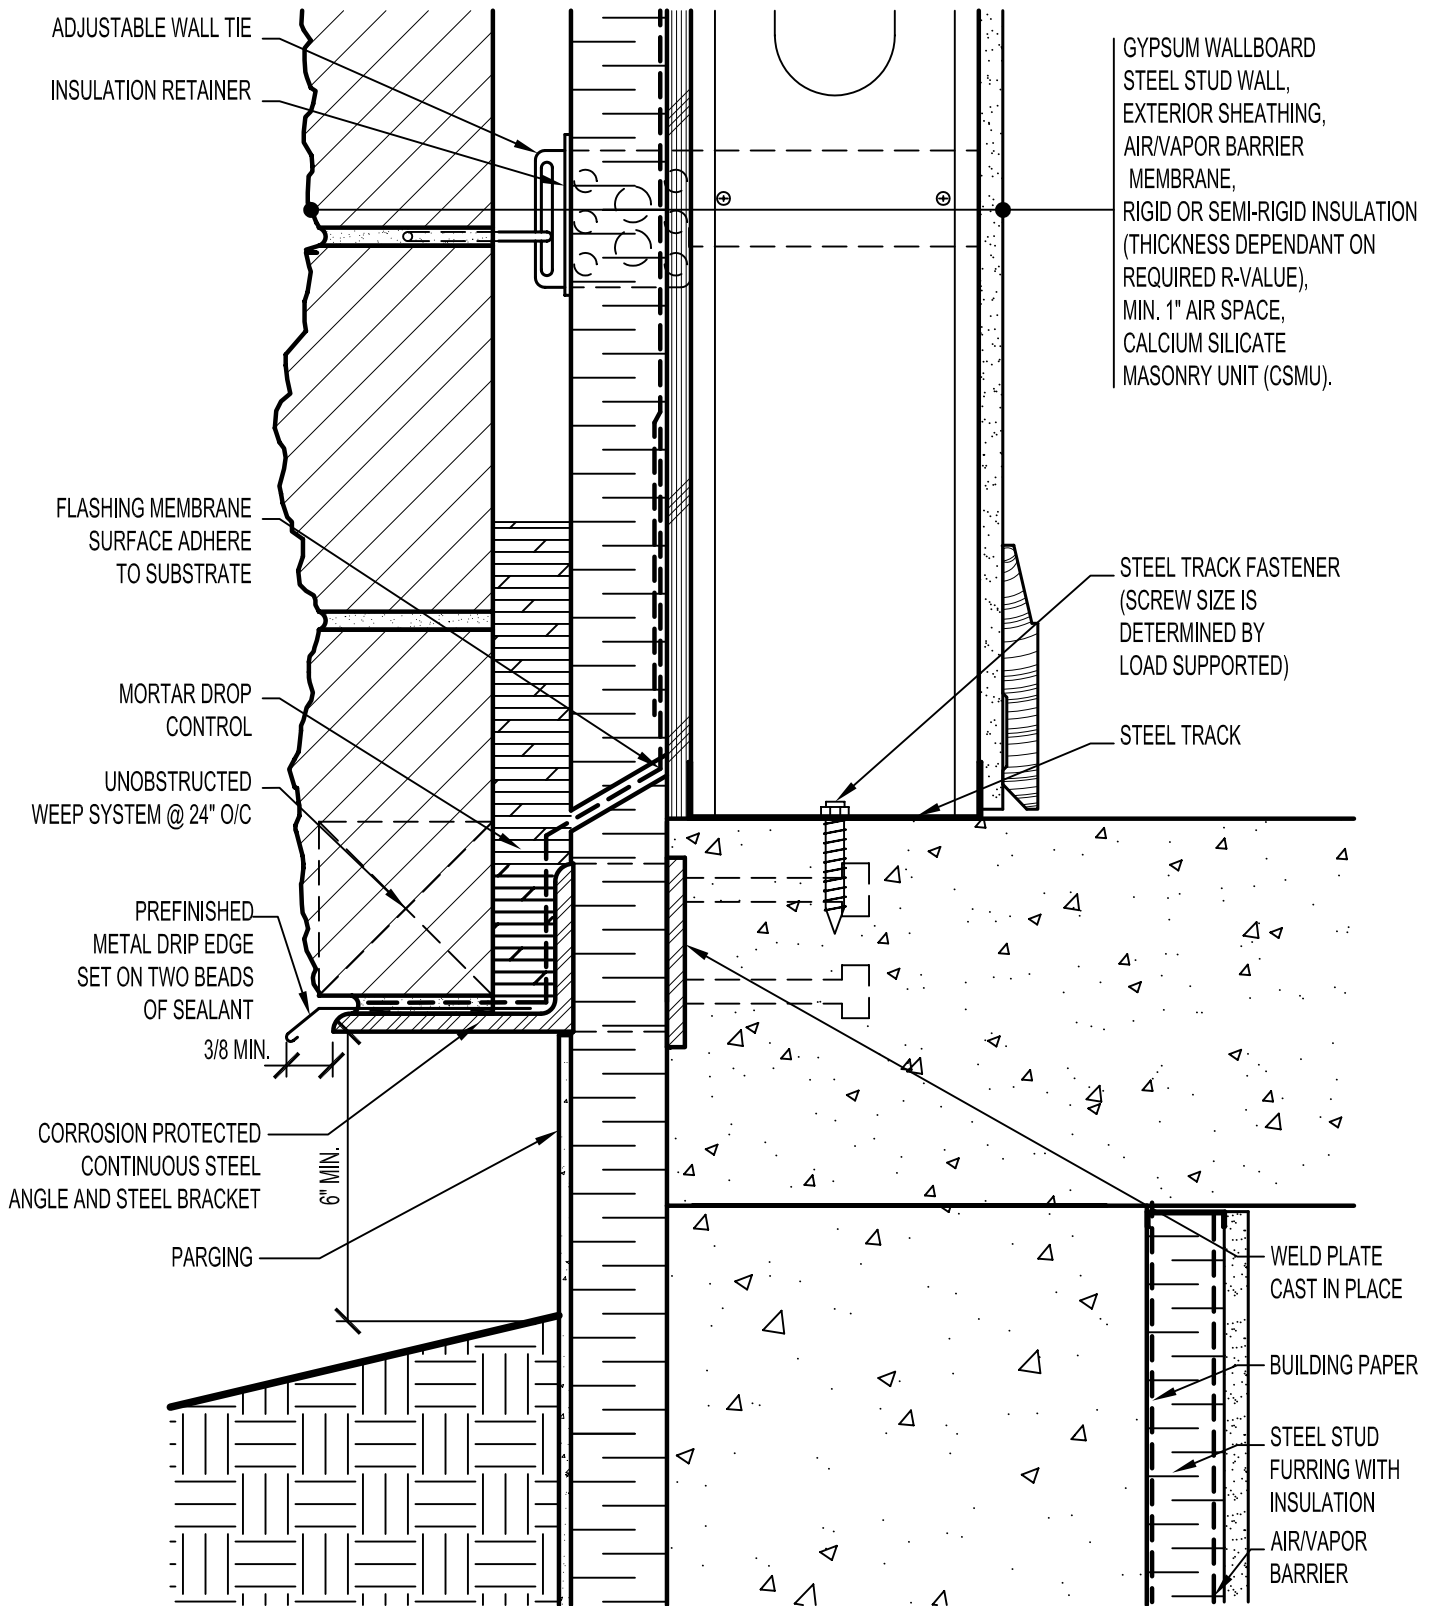 ADJUSTABLE WALL TIE
INSULATION RETAINER
GYPSUM WALLBOARD
STEEL STUD WALL,
EXTERIOR SHEATHING,
AIR/VAPOR BARRIER
MEMBRANE,
RIGID OR SEMI-RIGID INSULATION
(THICKNESS DEPENDANT ON
REQUIRED R-VALUE),
MIN. 1" AIR SPACE,
CALCIUM SILICATE
MASONRY UNIT (CSMU).
FLASHING MEMBRANE
SURFACE ADHERE
TO SUBSTRATE
STEEL TRACK FASTENER
(SCREW SIZE IS
DETERMINED BY
LOAD SUPPORTED)
MORTAR DROP
CONTROL
STEEL TRACK
UNOBSTRUCTED
WEEP SYSTEM @ 24" O/C
PREFINISHED
METAL DRIP EDGE
SET ON TWO BEADS
OF SEALANT
3/8 MIN.
CORROSION PROTECTED
CONTINUOUS STEEL
ANGLE AND STEEL BRACKET
6" MIN.
PARGING
WELD PLATE
CAST IN PLACE
BUILDING PAPER
STEEL STUD
FURRING WITH
INSULATION
AIR/VAPOR
BARRIER